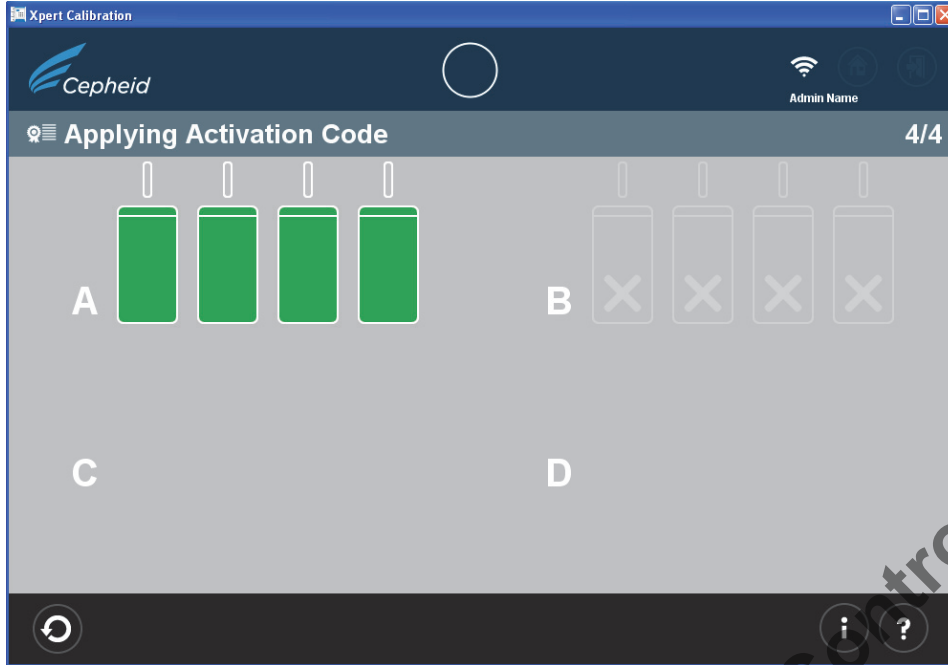 Xpert Calibration
Cepheid
Admin Name
Applying Activation Code 4/4
A B
C D
i ?